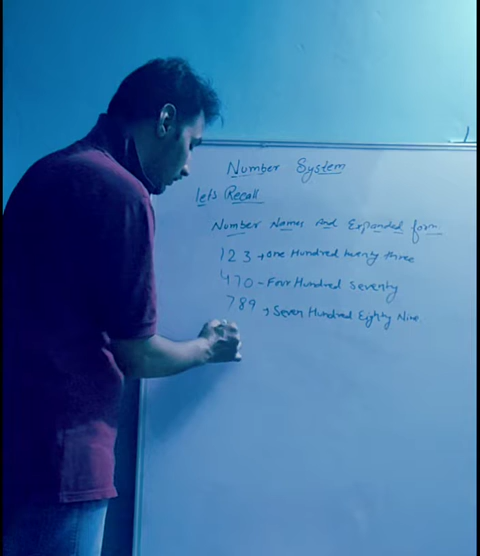 Number System
lets Recall
Number Names And Expanded form
123 → One Hundred twenty three
470 - Four Hundred Seventy
789 → Seven Hundred Eighty Nine